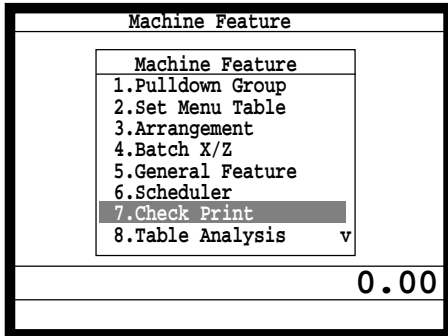 Machine Feature
Machine Feature
1.Pulldown Group
2.Set Menu Table
3.Arrangement
4.Batch X/Z
5.General Feature
6.Scheduler
7.Check Print
8.Table Analysis v
0.00